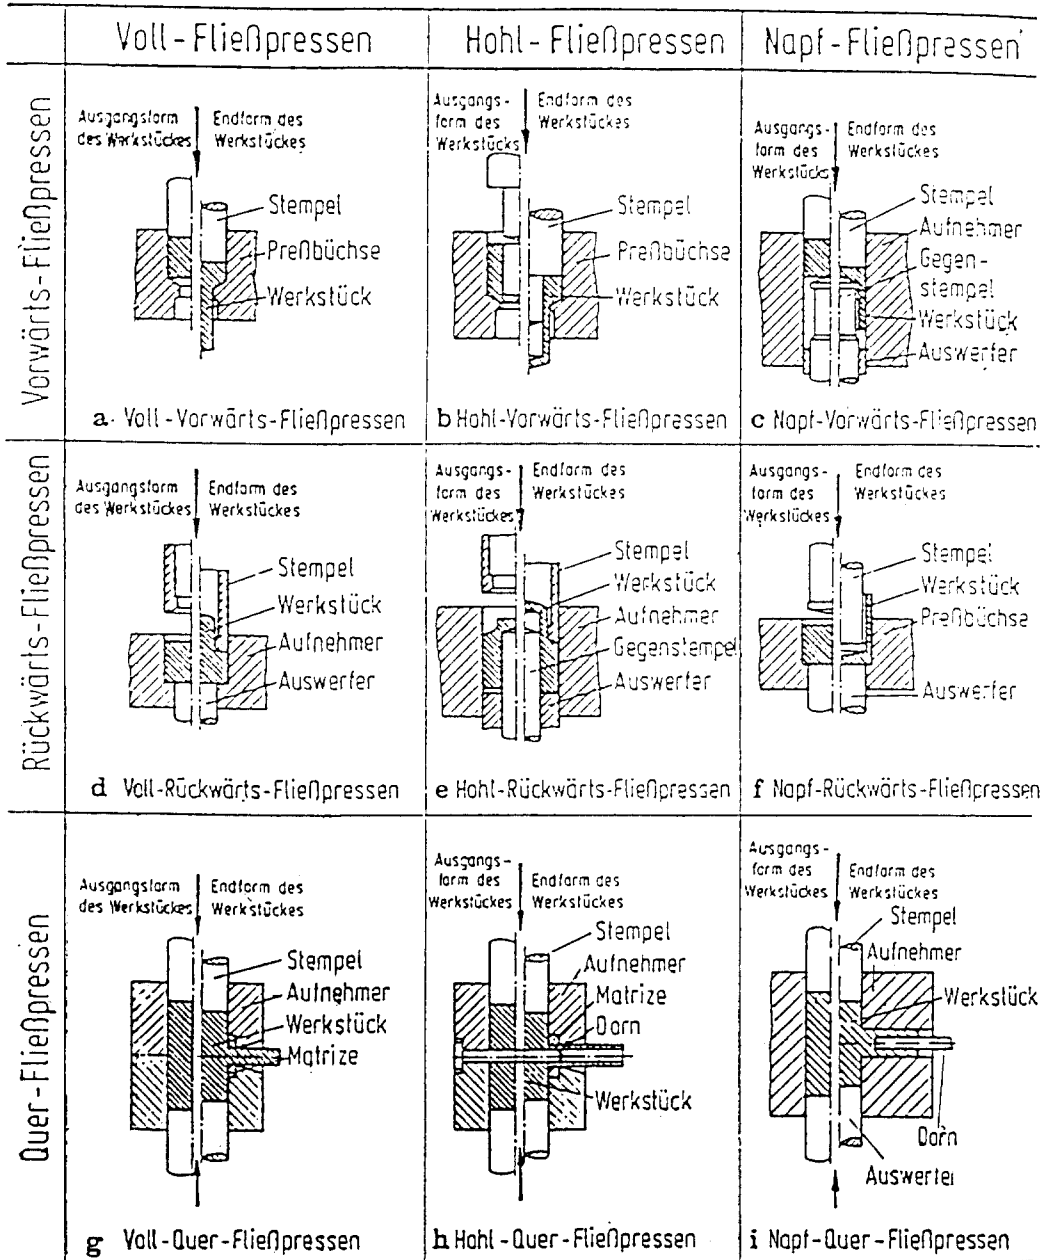 Voll-Fließpressen
Hohl-Fließpressen
Napf-Fließpressen
Vorwärts-Fließpressen
Ausgangsform
des Werkstückes
Endform des
Werkstückes
Stempel
Preßbüchse
Werkstück
a Voll-Vorwärts-Fließpressen
Ausgangs-
form des
Werkstücks
Endform des
Werkstückes
Stempel
Preßbüchse
Werkstück
b Hohl-Vorwärts-Fließpressen
Ausgangs-
form des
Werkstücks
Endform des
Werkstückes
Stempel
Aufnehmer
Gegen-
stempel
Werkstück
Auswerfer
c Napf-Vorwärts-Fließpressen
Rückwärts-Fließpressen
Ausgangsform
des Werkstückes
Endform des
Werkstückes
Stempel
Werkstück
Aufnehmer
Auswerfer
d Voll-Rückwärts-Fließpressen
Ausgangs-
form des
Werkstückes
Endform des
Werkstückes
Stempel
Werkstück
Aufnehmer
Gegenstempel
Auswerfer
e Hohl-Rückwärts-Fließpressen
Ausgangs-
form des
Werkstückes
Endform des
Werkstückes
Stempel
Werkstück
Preßbüchse
Auswerfer
f Napf-Rückwärts-Fließpressen
Quer-Fließpressen
Ausgangsform
des Werkstückes
Endform des
Werkstückes
Stempel
Aufnehmer
Werkstück
Matrize
g Voll-Quer-Fließpressen
Ausgangs-
form des
Werkstückes
Endform des
Werkstückes
Stempel
Aufnehmer
Matrize
Dorn
Werkstück
h Hohl-Quer-Fließpressen
Ausgangs-
form des
Werkstückes
Endform des
Werkstückes
Stempel
Aufnehmer
Werkstück
Dorn
Auswerfer
i Napf-Quer-Fließpressen